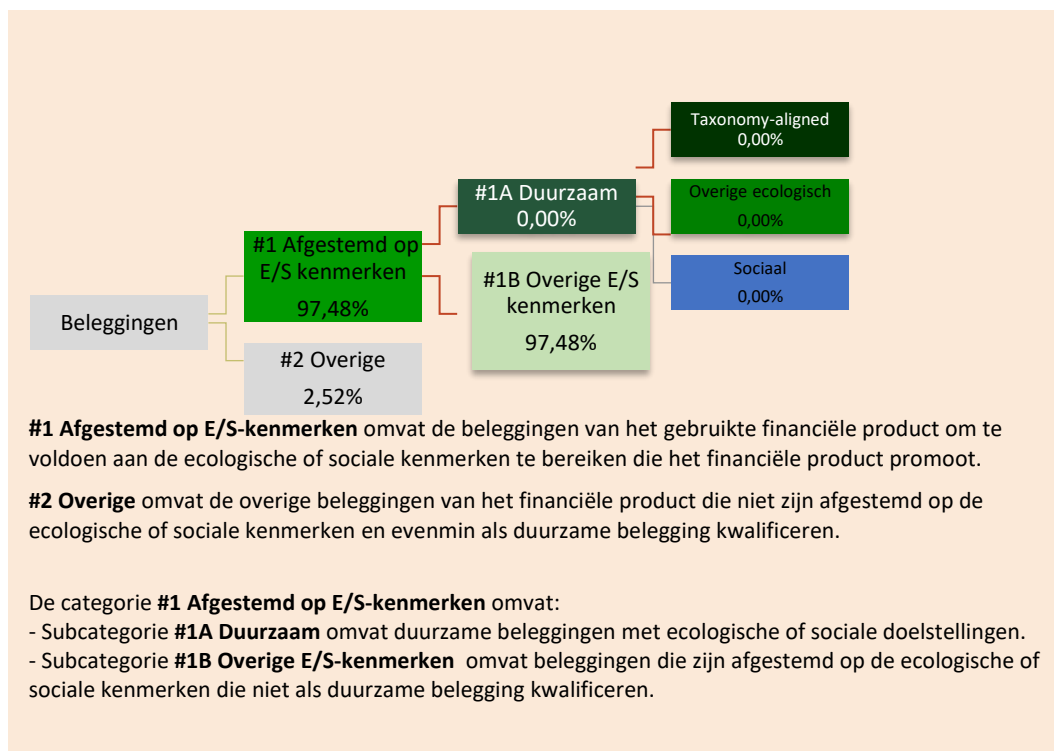 Taxonomy-aligned
0,00%
#1A Duurzaam
0,00%
Overige ecologisch
0,00%
#1 Afgestemd op
E/S kenmerken
97,48%
#1B Overige E/S
kenmerken
97,48%
Sociaal
0,00%
Beleggingen
#2 Overige
2,52%
#1 Afgestemd op E/S-kenmerken omvat de beleggingen van het gebruikte financiële product om te
voldoen aan de ecologische of sociale kenmerken te bereiken die het financiële product promoot.
#2 Overige omvat de overige beleggingen van het financiële product die niet zijn afgestemd op de
ecologische of sociale kenmerken en evenmin als duurzame belegging kwalificeren.
De categorie #1 Afgestemd op E/S-kenmerken omvat:
- Subcategorie #1A Duurzaam omvat duurzame beleggingen met ecologische of sociale doelstellingen.
- Subcategorie #1B Overige E/S-kenmerken omvat beleggingen die zijn afgestemd op de ecologische of
sociale kenmerken die niet als duurzame belegging kwalificeren.